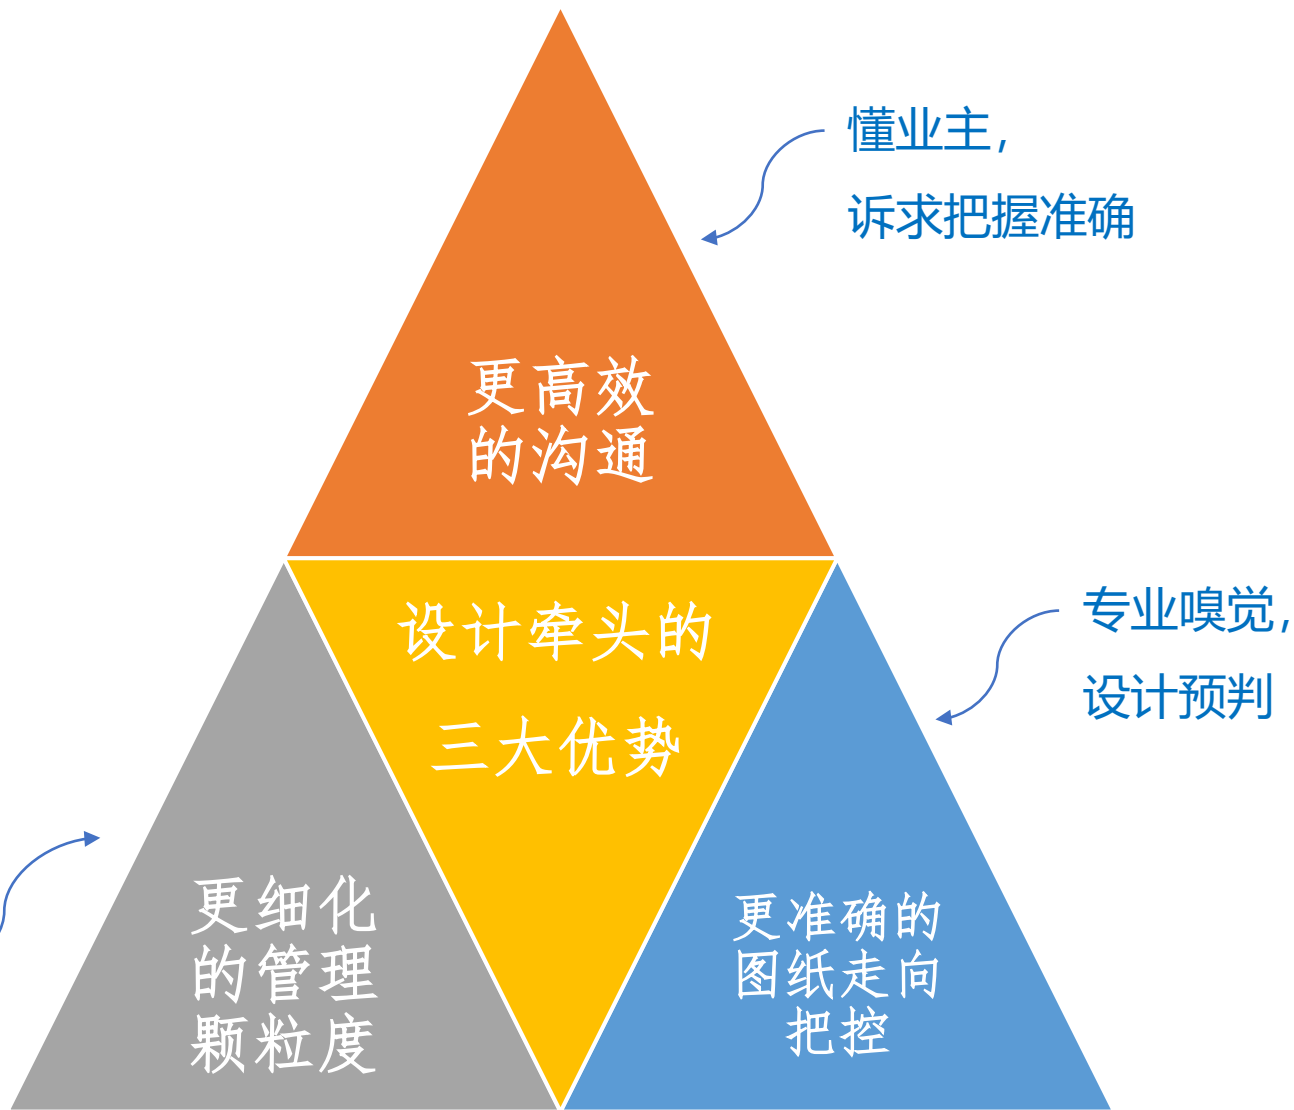 懂业主，
诉求把握准确
更高效
的沟通
设计牵头的
三大优势
专业嗅觉，
设计预判
更细化
的管理
颗粒度
更准确的
图纸走向
把控